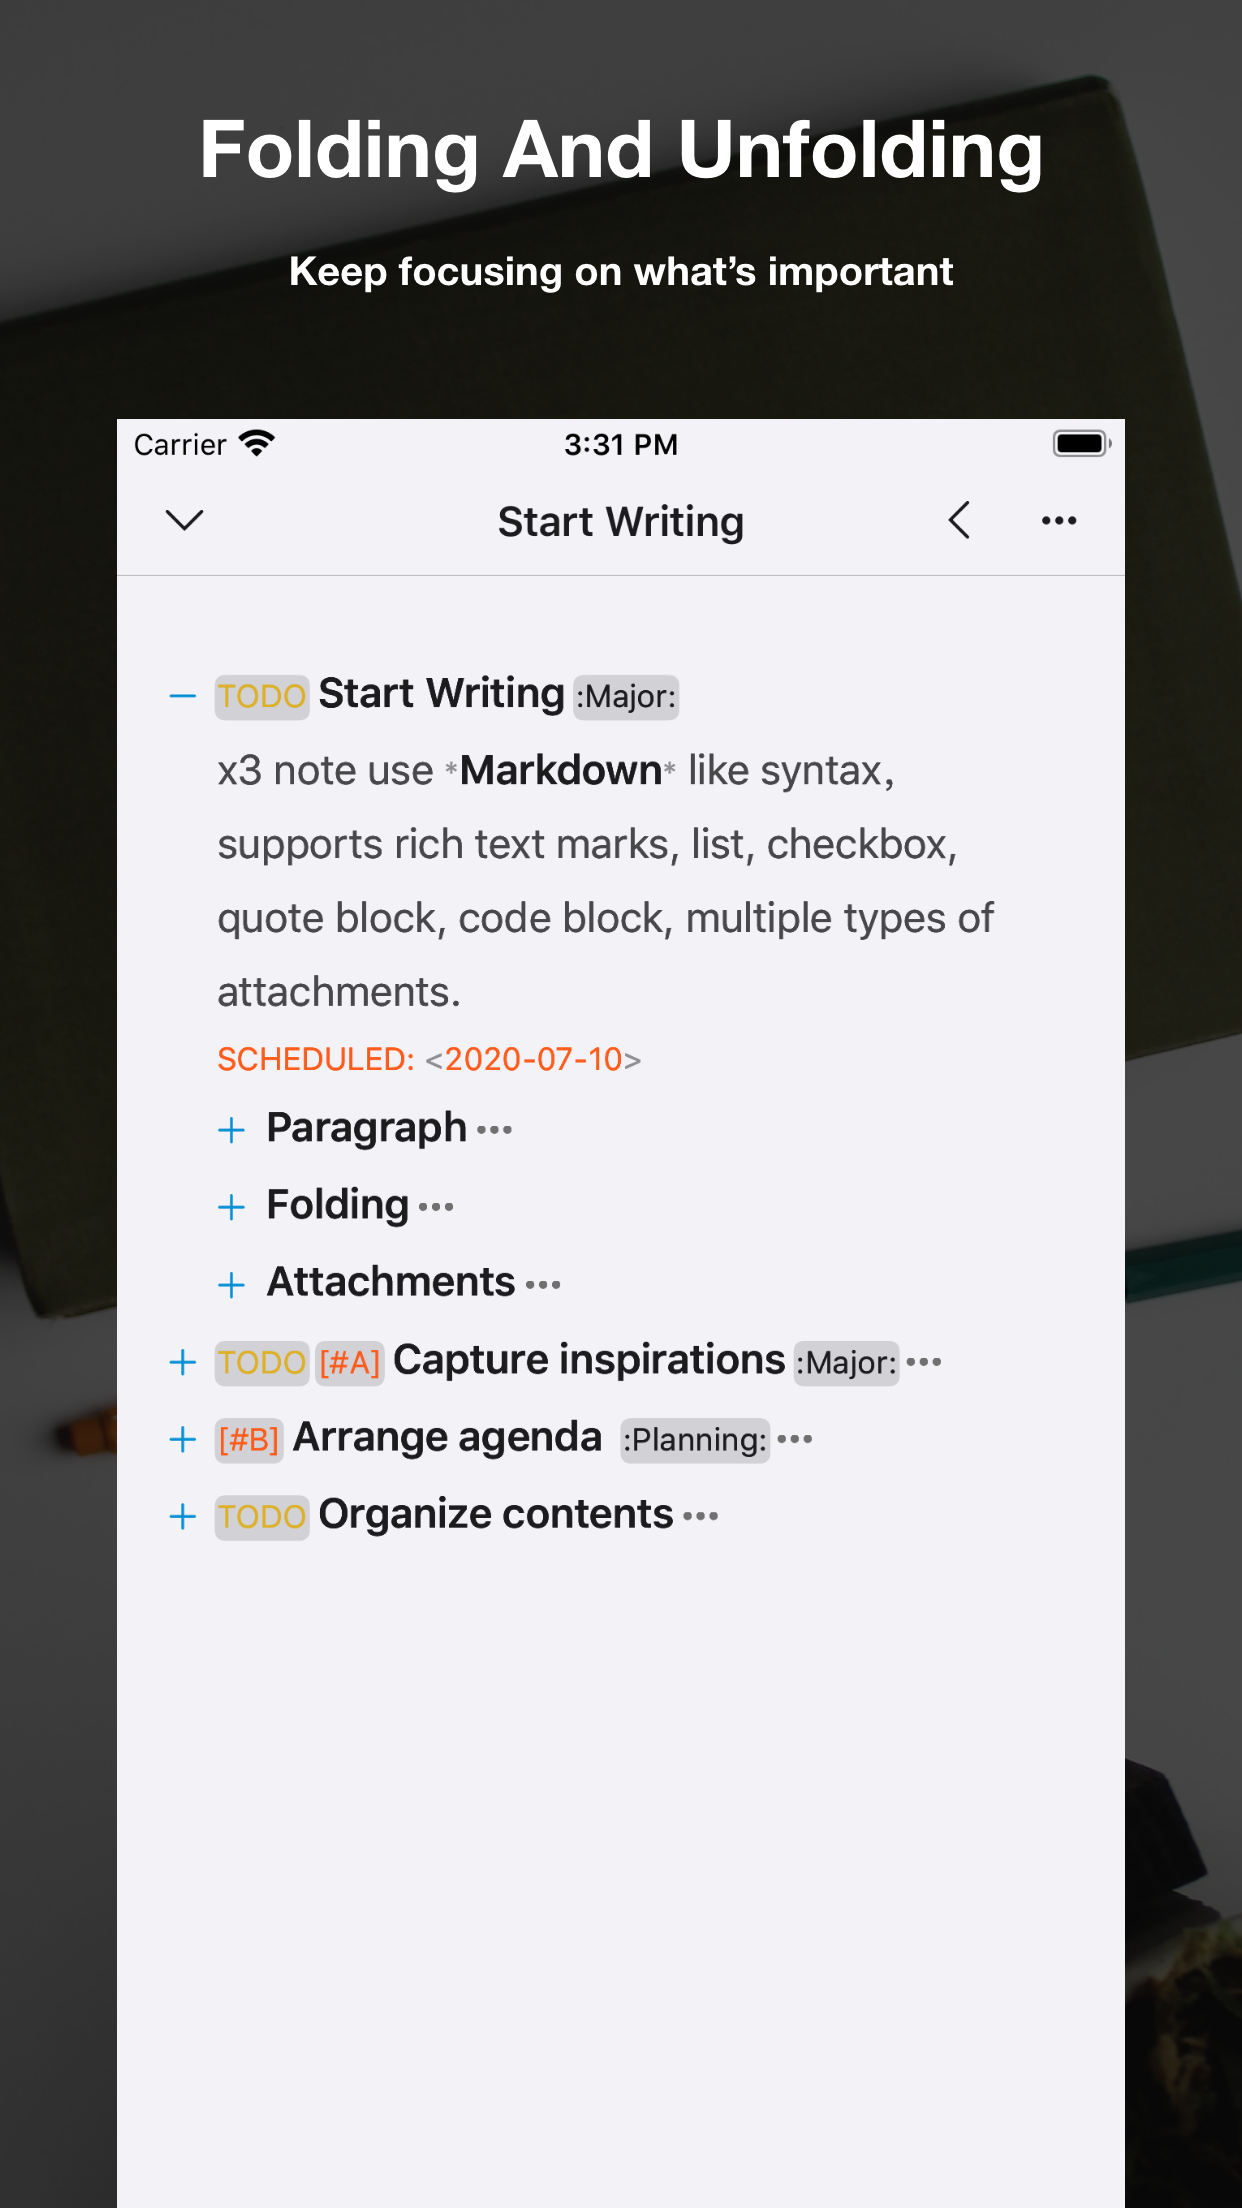 Folding And Unfolding
Keep focusing on what’s important
Carrier 3:31 PM
Start Writing
TODO Start Writing :Major:
x3 note use *Markdown* like syntax,
supports rich text marks, list, checkbox,
quote block, code block, multiple types of
attachments.
SCHEDULED: <2020-07-10>
+ Paragraph •••
+ Folding •••
+ Attachments •••
+ TODO [#A] Capture inspirations :Major: •••
+ [#B] Arrange agenda :Planning: •••
+ TODO Organize contents •••